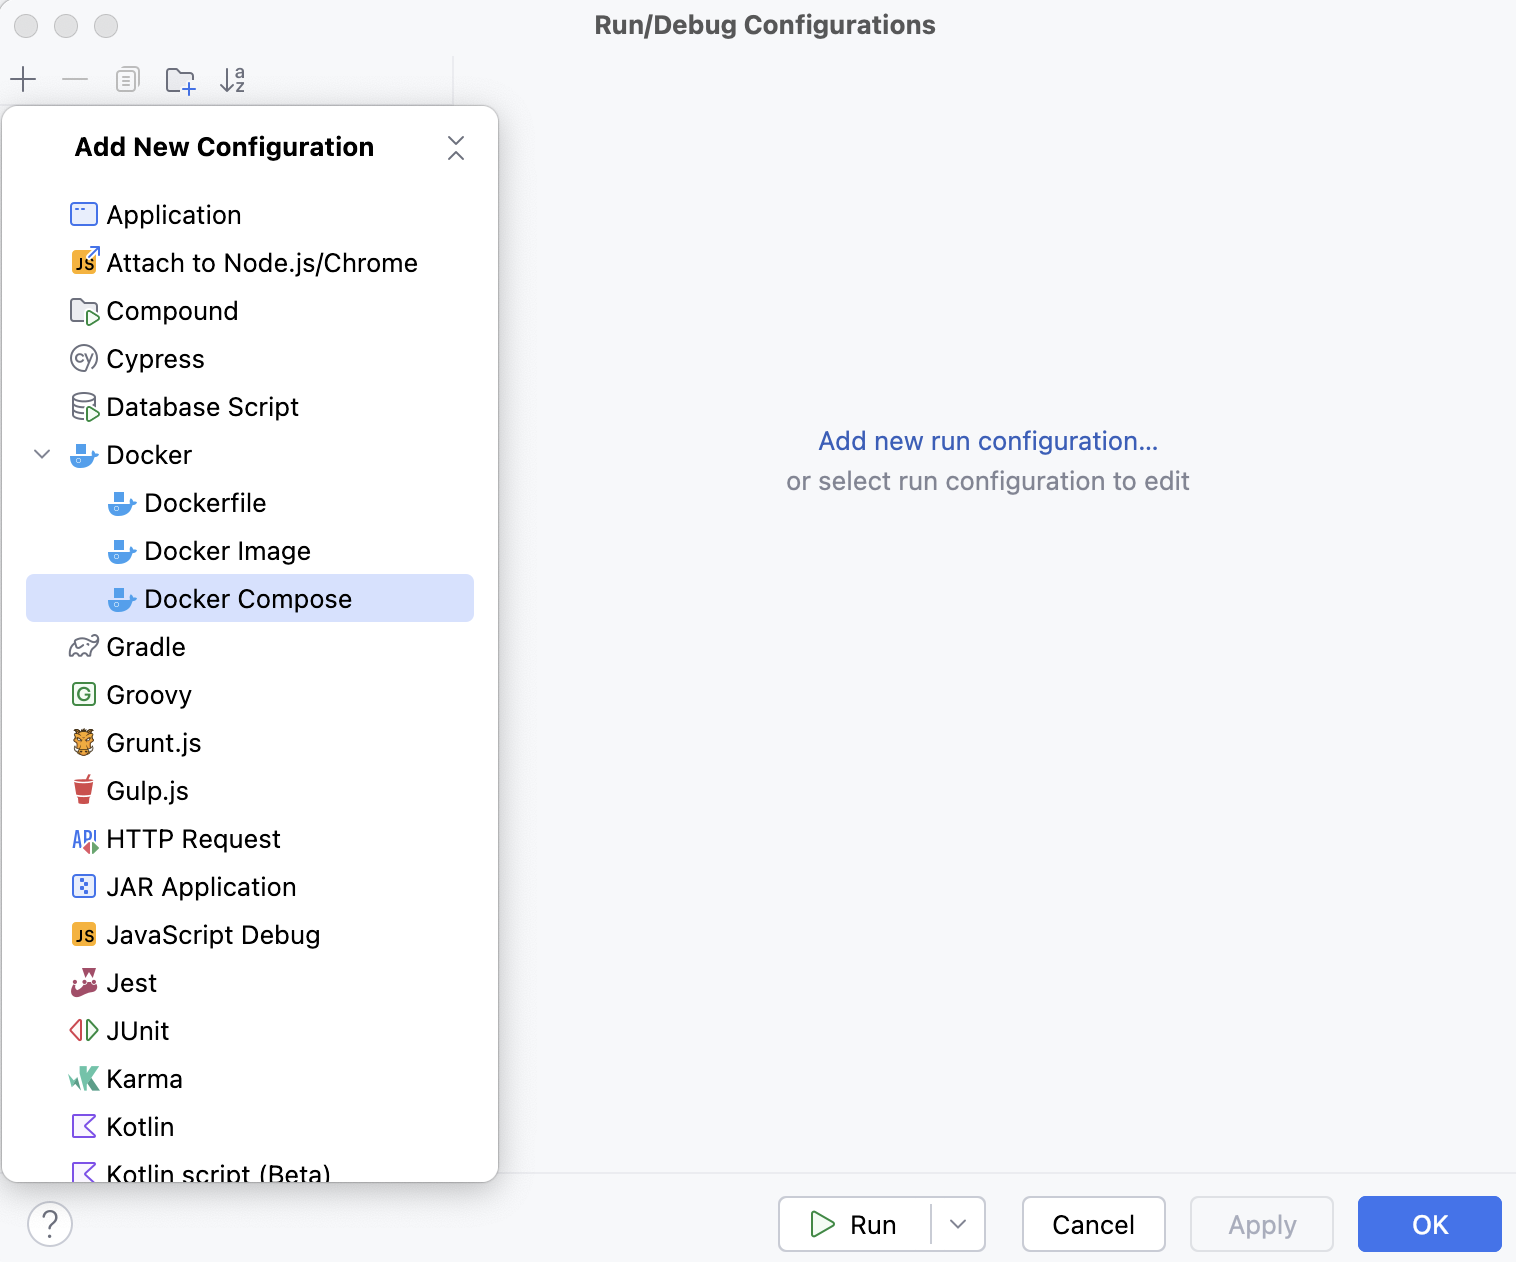 Run/Debug Configurations
Add New Configuration
Application
Attach to Node.js/Chrome
Compound
Cypress
Database Script
Docker
Dockerfile
Docker Image
Docker Compose
Gradle
Groovy
Grunt.js
Gulp.js
HTTP Request
JAR Application
JavaScript Debug
Jest
JUnit
Karma
Kotlin
Kotlin script (Beta)
Add new run configuration...
or select run configuration to edit
?
Run
Cancel
Apply
OK